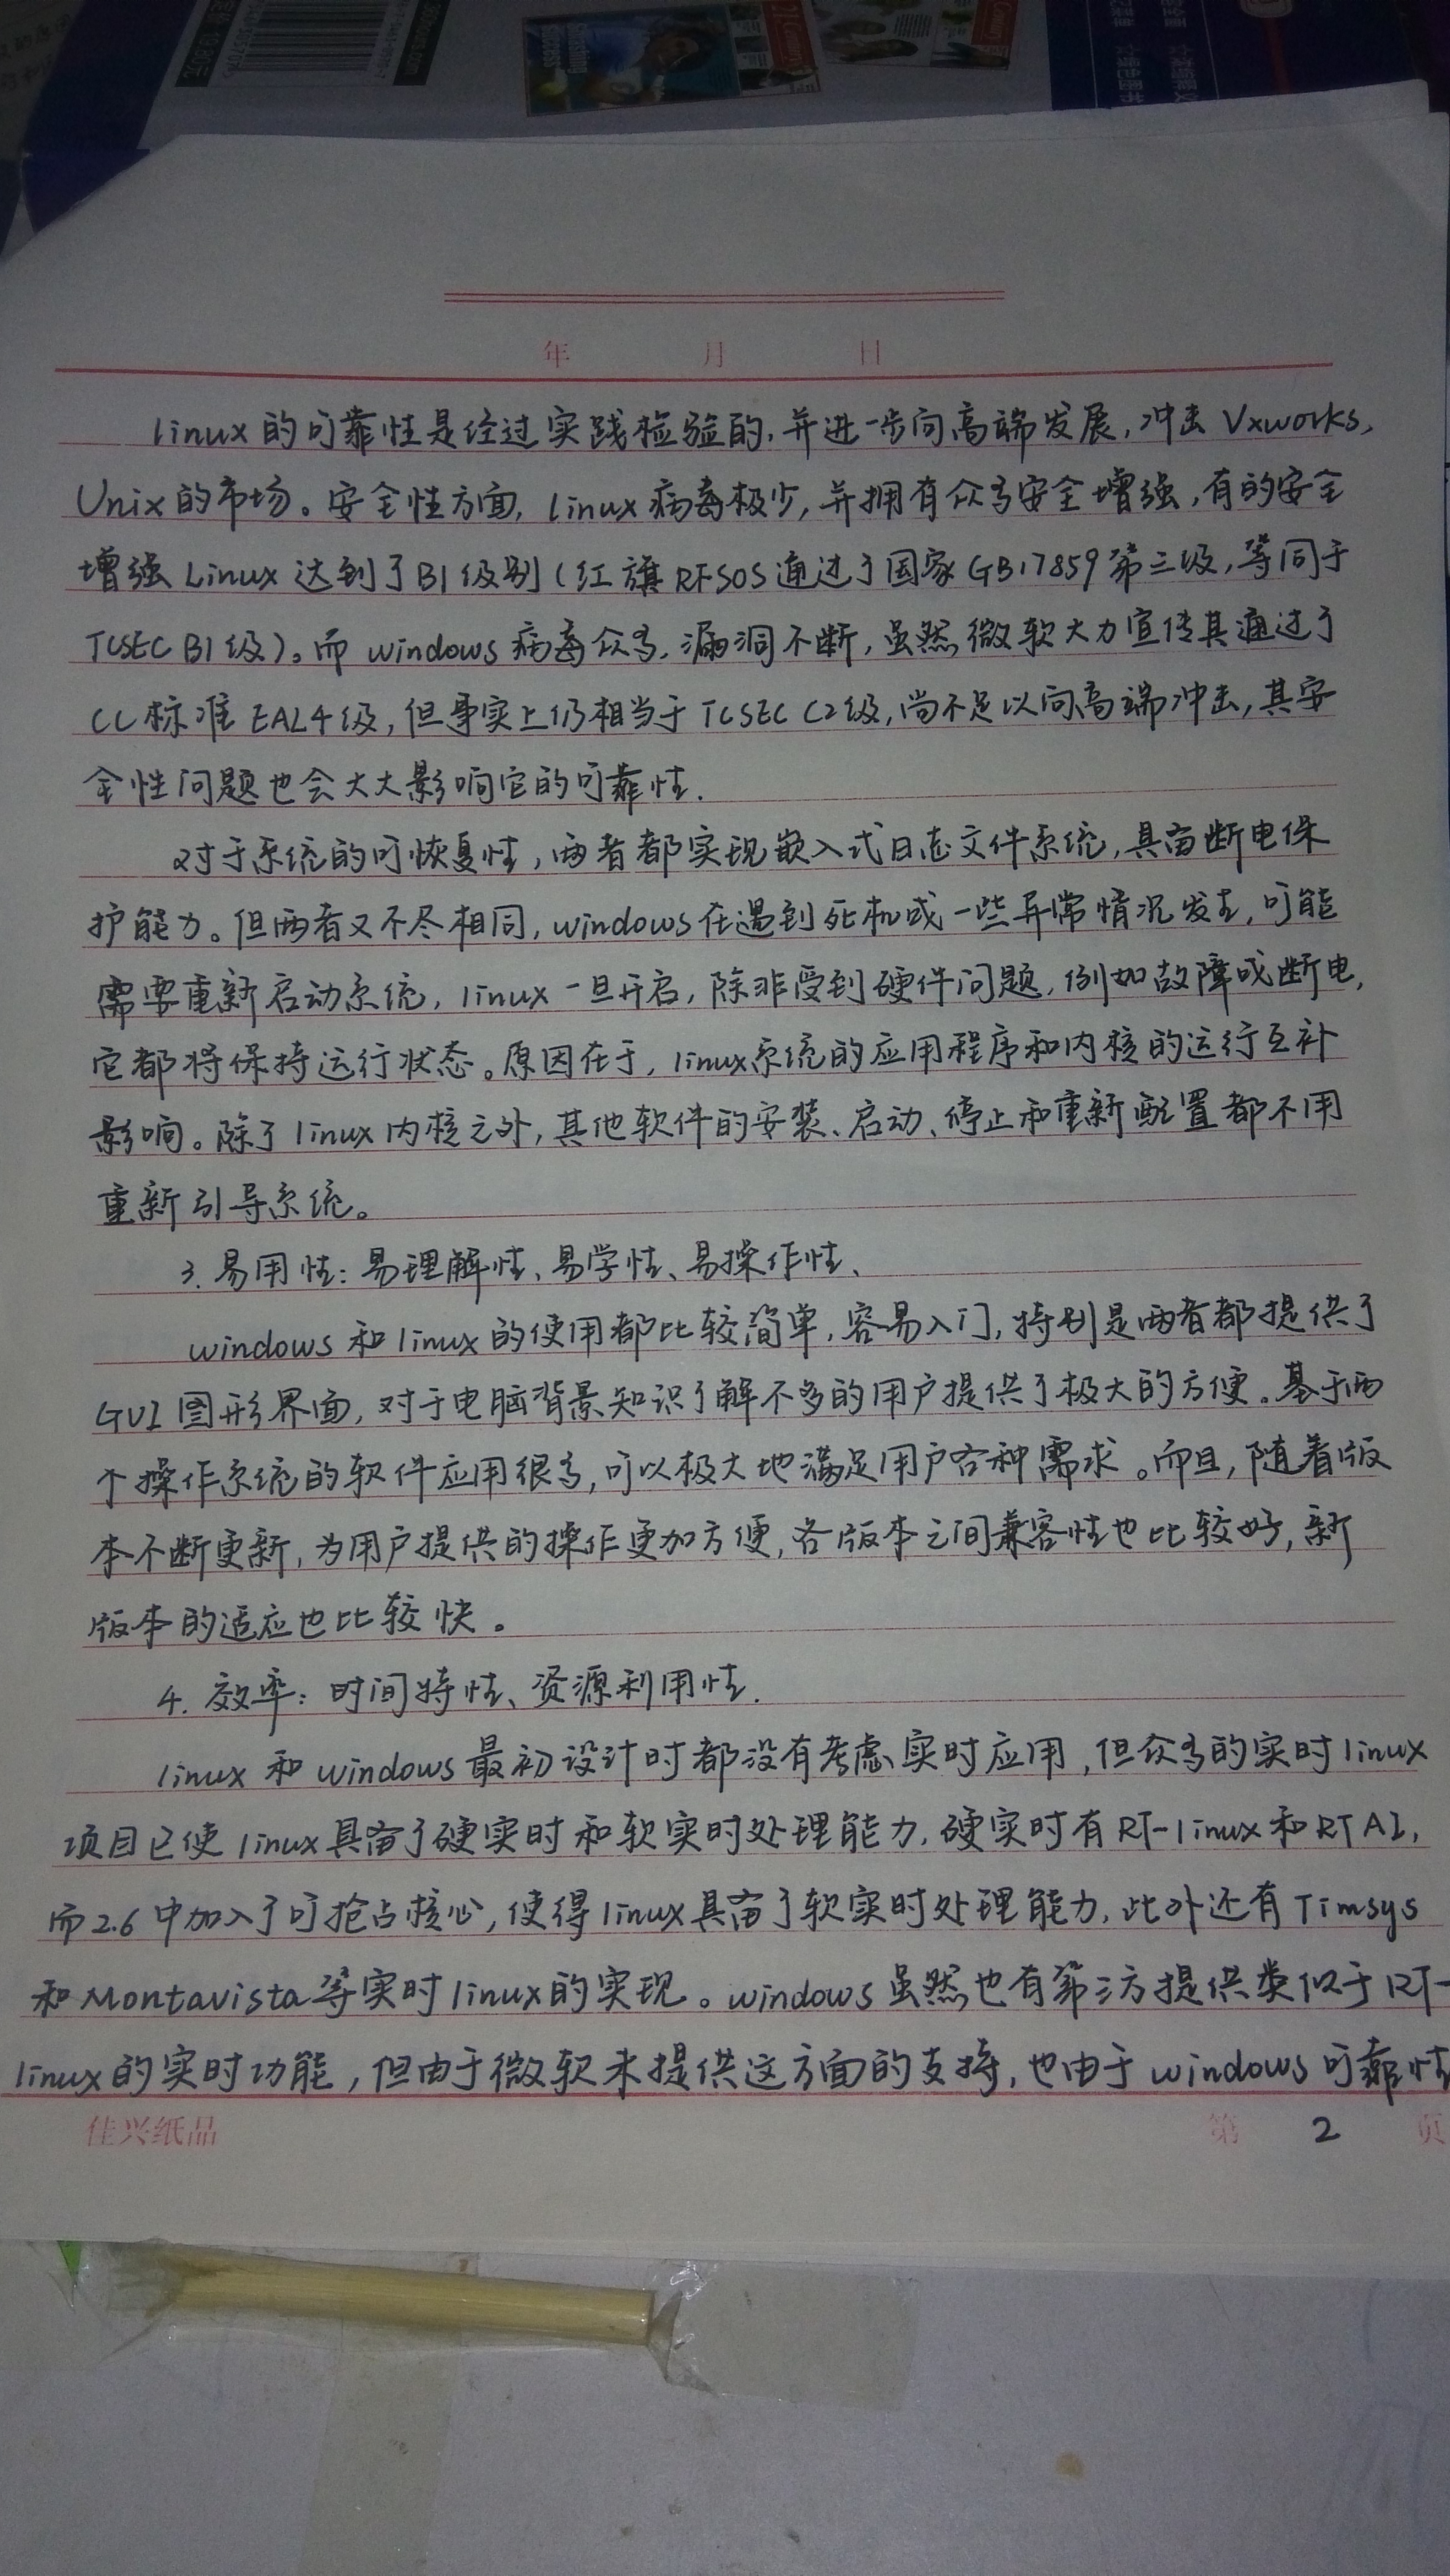 Chasing
success
Century
年 月 日
linux的可靠性是经过实践检验的,并进一步向高端发展,冲击Vxworks,
Unix的市场。安全性方面,linux病毒极少,并拥有众多安全增强,有的安全
增强Linux达到了B1级别(红旗RFSOS通过了国家GB17859第三级,等同于
TCSEC B1级)。而windows病毒众多,漏洞不断,虽然微软大力宣传其通过了
CC标准EAL4级,但事实上仍相当于TCSEC C2级,尚不足以向高端冲击,其安
全性问题也会大大影响它的可靠性.
对于系统的可恢复性,两者都实现嵌入式日志文件系统,具备断电保
护能力。但两者又不尽相同,windows在遇到死机或一些异常情况发生,可能
需要重新启动系统,linux一旦开启,除非受到硬件问题,例如故障或断电,
它都将保持运行状态。原因在于,linux系统的应用程序和内核的运行互补
影响。除了linux内核之外,其他软件的安装、启动、停止和重新配置都不用
重新引导系统。
3.易用性:易理解性、易学性、易操作性、
windows和linux的使用都比较简单,容易入门,特别是两者都提供了
GUI图形界面,对于电脑背景知识了解不多的用户提供了极大的方便。基于两
个操作系统的软件应用很多,可以极大地满足用户各种需求。而且,随着版
本不断更新,为用户提供的操作更加方便,各版本之间兼容性也比较好,新
版本的适应也比较快。
4.效率:时间特性、资源利用性.
linux和windows最初设计时都没有考虑实时应用,但众多的实时linux
项目已使linux具备了硬实时和软实时处理能力.硬实时有RT-linux和RTAI,
而2.6中加入了可抢占核心,使得linux具备了软实时处理能力.此外还有Timsys
和Montavista等实时linux的实现。windows虽然也有第三方提供类似于RT-
linux的实时功能,但由于微软未提供这方面的支持,也由于windows可靠性
佳兴纸品 第 2 页